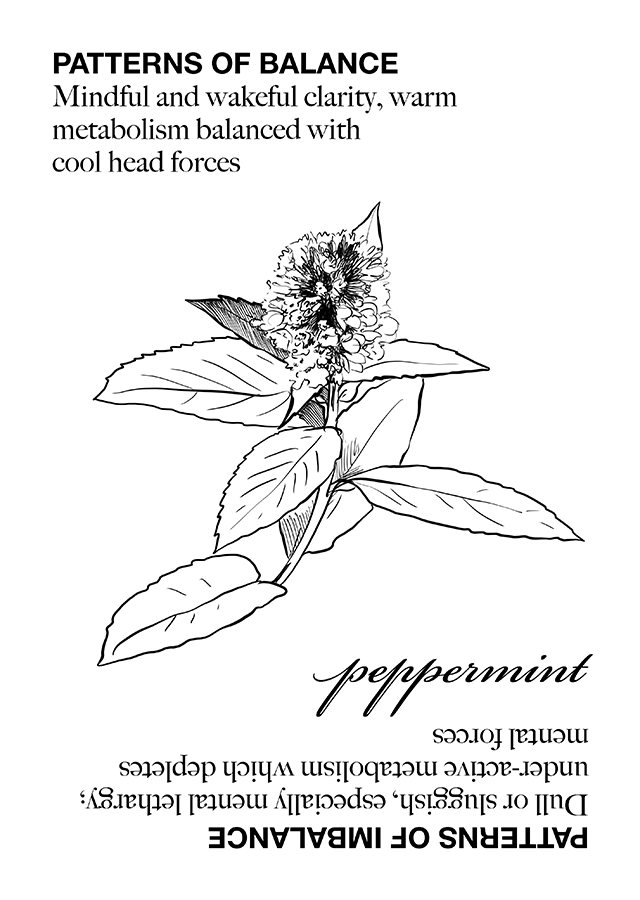 PATTERNS OF BALANCE
Mindful and wakeful clarity, warm
metabolism balanced with
cool head forces
peppermint
PATTERNS OF IMBALANCE
Dull or sluggish, especially mental lethargy;
under-active metabolism which depletes
mental forces